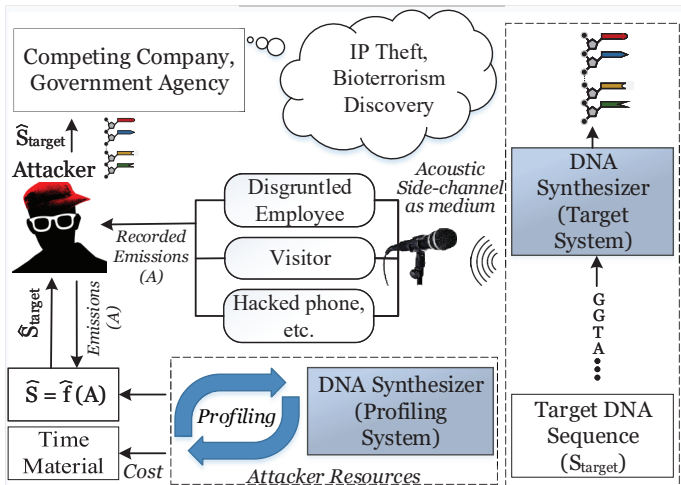 Competing Company,
Government Agency
IP Theft,
Bioterrorism
Discovery
Ŝtarget
Attacker
Recorded
Emissions
(A)
Disgruntled
Employee
Visitor
Hacked phone,
etc.
Acoustic
Side-channel
as medium
DNA
Synthesizer
(Target
System)
G
G
T
A
Target DNA
Sequence
(Starget)
Ŝtarget
Emissions
(A)
Ŝ = f̂ (A)
Time
Material
Cost
Profiling
DNA Synthesizer
(Profiling
System)
Attacker Resources